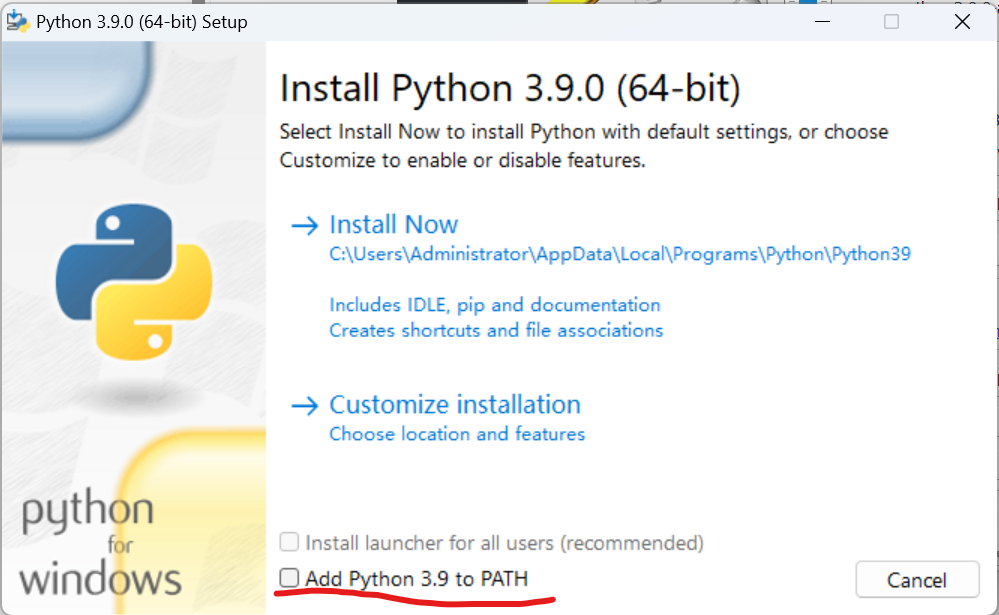 Python 3.9.0 (64-bit) Setup
Install Python 3.9.0 (64-bit)
Select Install Now to install Python with default settings, or choose
Customize to enable or disable features.
→ Install Now
C:\Users\Administrator\AppData\Local\Programs\Python\Python39
Includes IDLE, pip and documentation
Creates shortcuts and file associations
→ Customize installation
Choose location and features
python
for
windows
Install launcher for all users (recommended)
Add Python 3.9 to PATH
Cancel